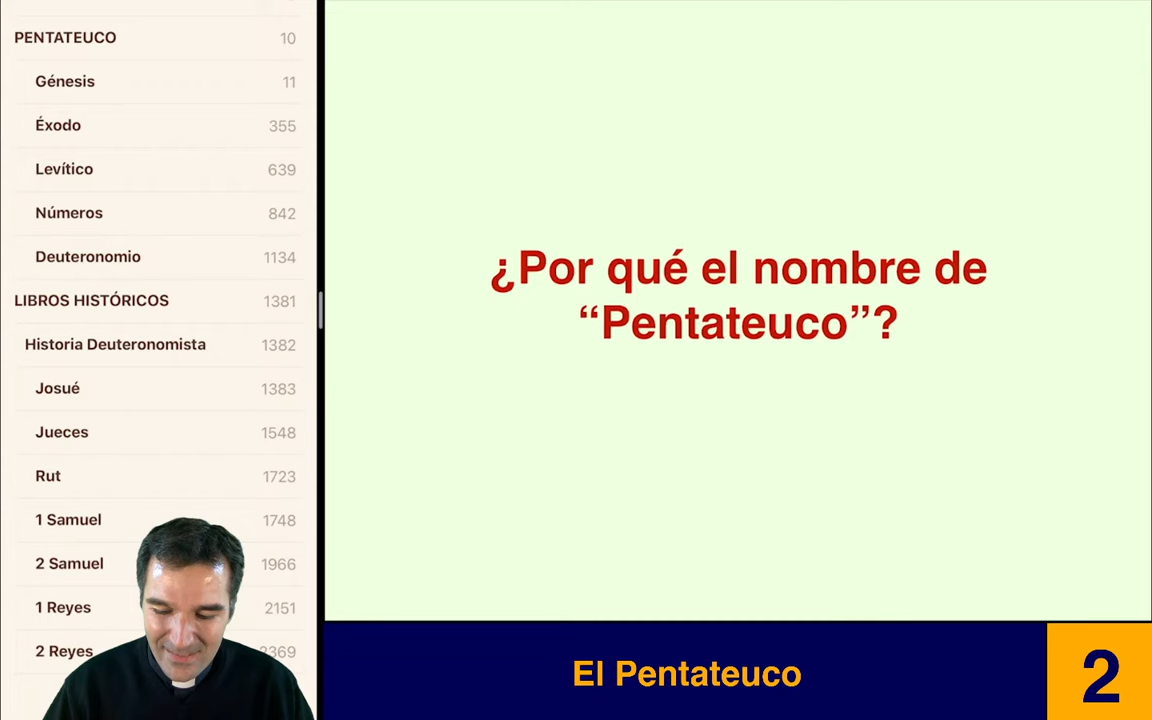 PENTATEUCO 10
Génesis 11
Éxodo 355
Levítico 639
Números 842
Deuteronomio 1134
LIBROS HISTÓRICOS 1381
Historia Deuteronomista 1382
Josué 1383
Jueces 1548
Rut 1723
1 Samuel 1748
2 Samuel 1966
1 Reyes 2151
2 Reyes 2369
¿Por qué el nombre de
“Pentateuco”?
El Pentateuco
2